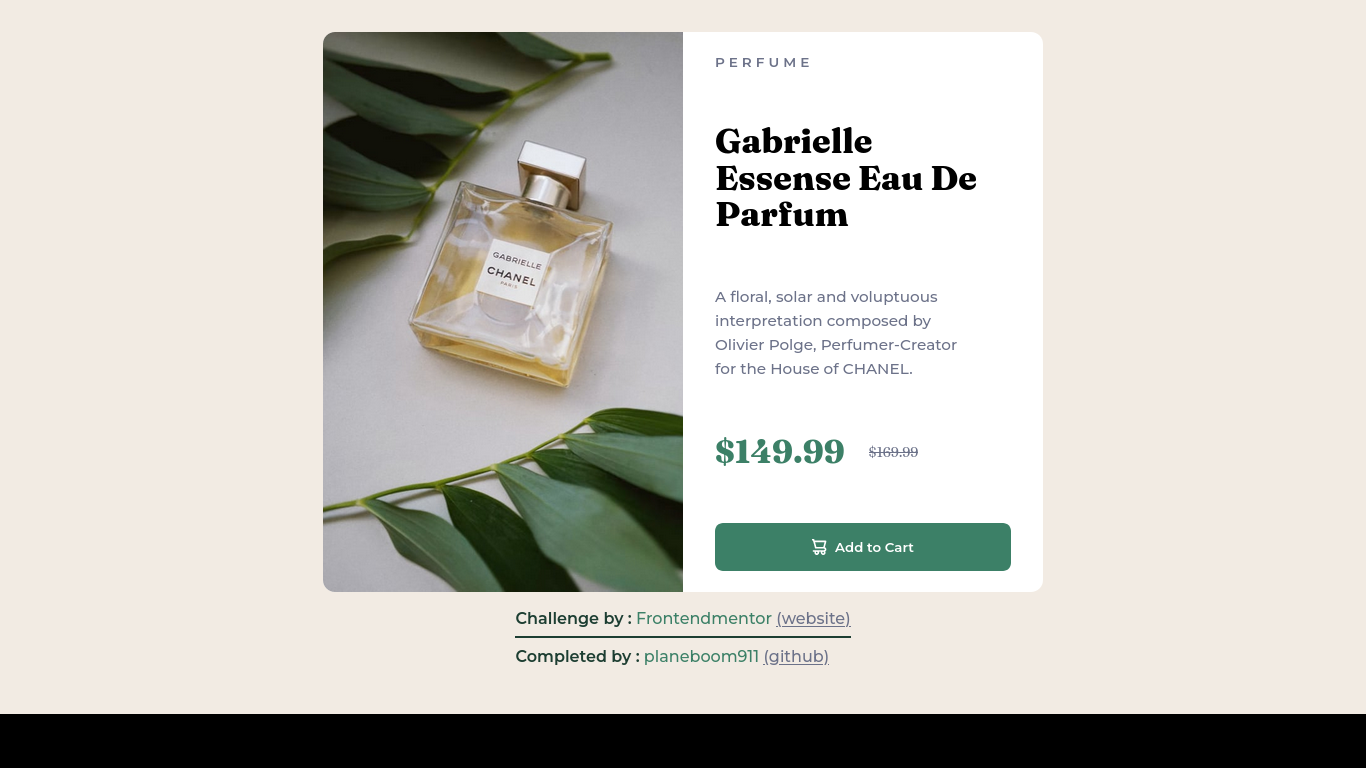 GABRIELLE
CHANEL
PARIS
PERFUME
Gabrielle
Essense Eau De
Parfum
A floral, solar and voluptuous
interpretation composed by
Olivier Polge, Perfumer-Creator
for the House of CHANEL.
$149.99 $169.99
Add to Cart
Challenge by : Frontendmentor (website)
Completed by : planeboom911 (github)